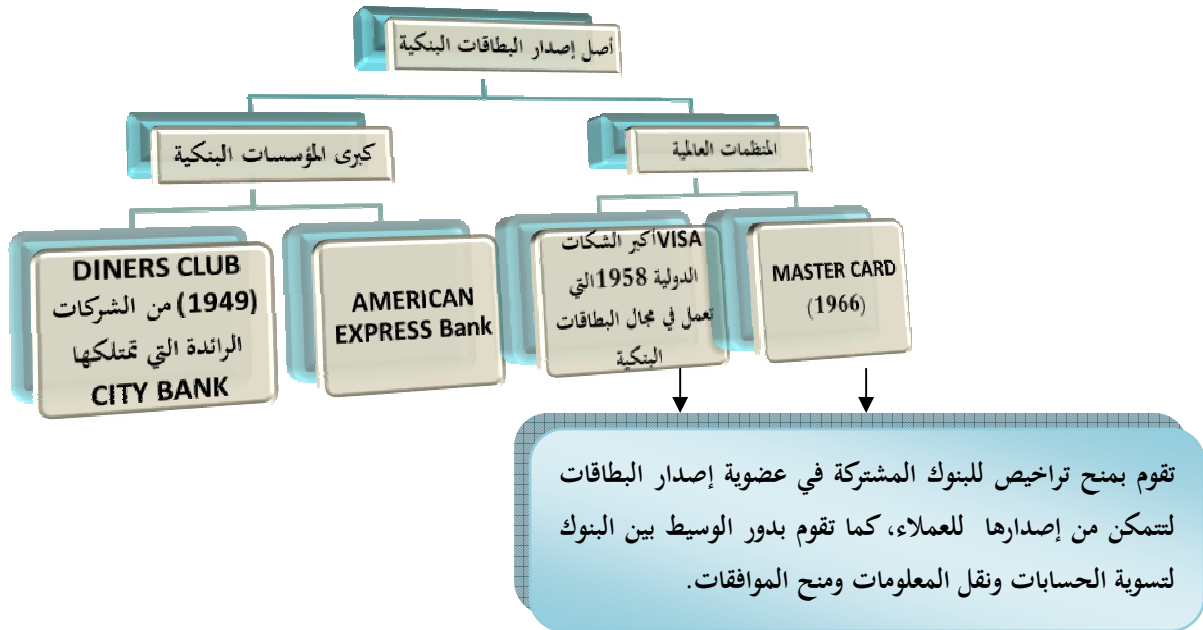 أصل إصدار البطاقات البنكية
المنظمات العالمية
كبرى المؤسسات البنكية
MASTER CARD
(1966)
VISAأكبر الشكات
الدولية 1958التي
تعمل في مجال البطاقات
البنكية
AMERICAN
EXPRESS Bank
DINERS CLUB
(1949) من الشركات
الرائدة التي تمتلكها
CITY BANK
تقوم بمنح تراخيص للبنوك المشتركة في عضوية إصدار البطاقات
لتتمكن من إصدارها للعملاء، كما تقوم بدور الوسيط بين البنوك
لتسوية الحسابات ونقل المعلومات ومنح الموافقات.